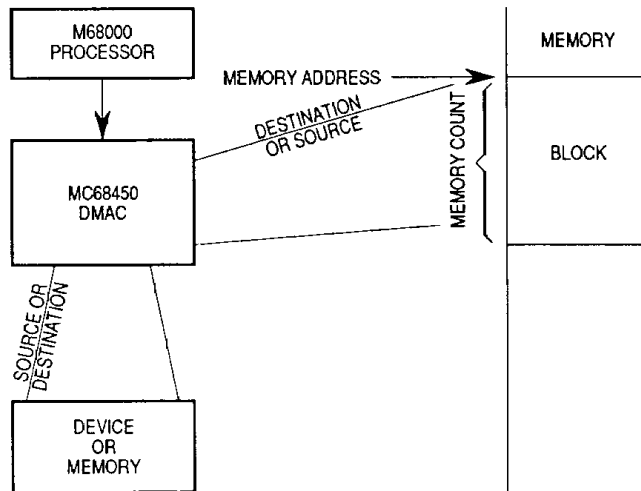 M68000
PROCESSOR
MEMORY
MEMORY ADDRESS
DESTINATION
OR SOURCE
MEMORY COUNT
BLOCK
MC68450
DMAC
SOURCE OR
DESTINATION
DEVICE
OR
MEMORY